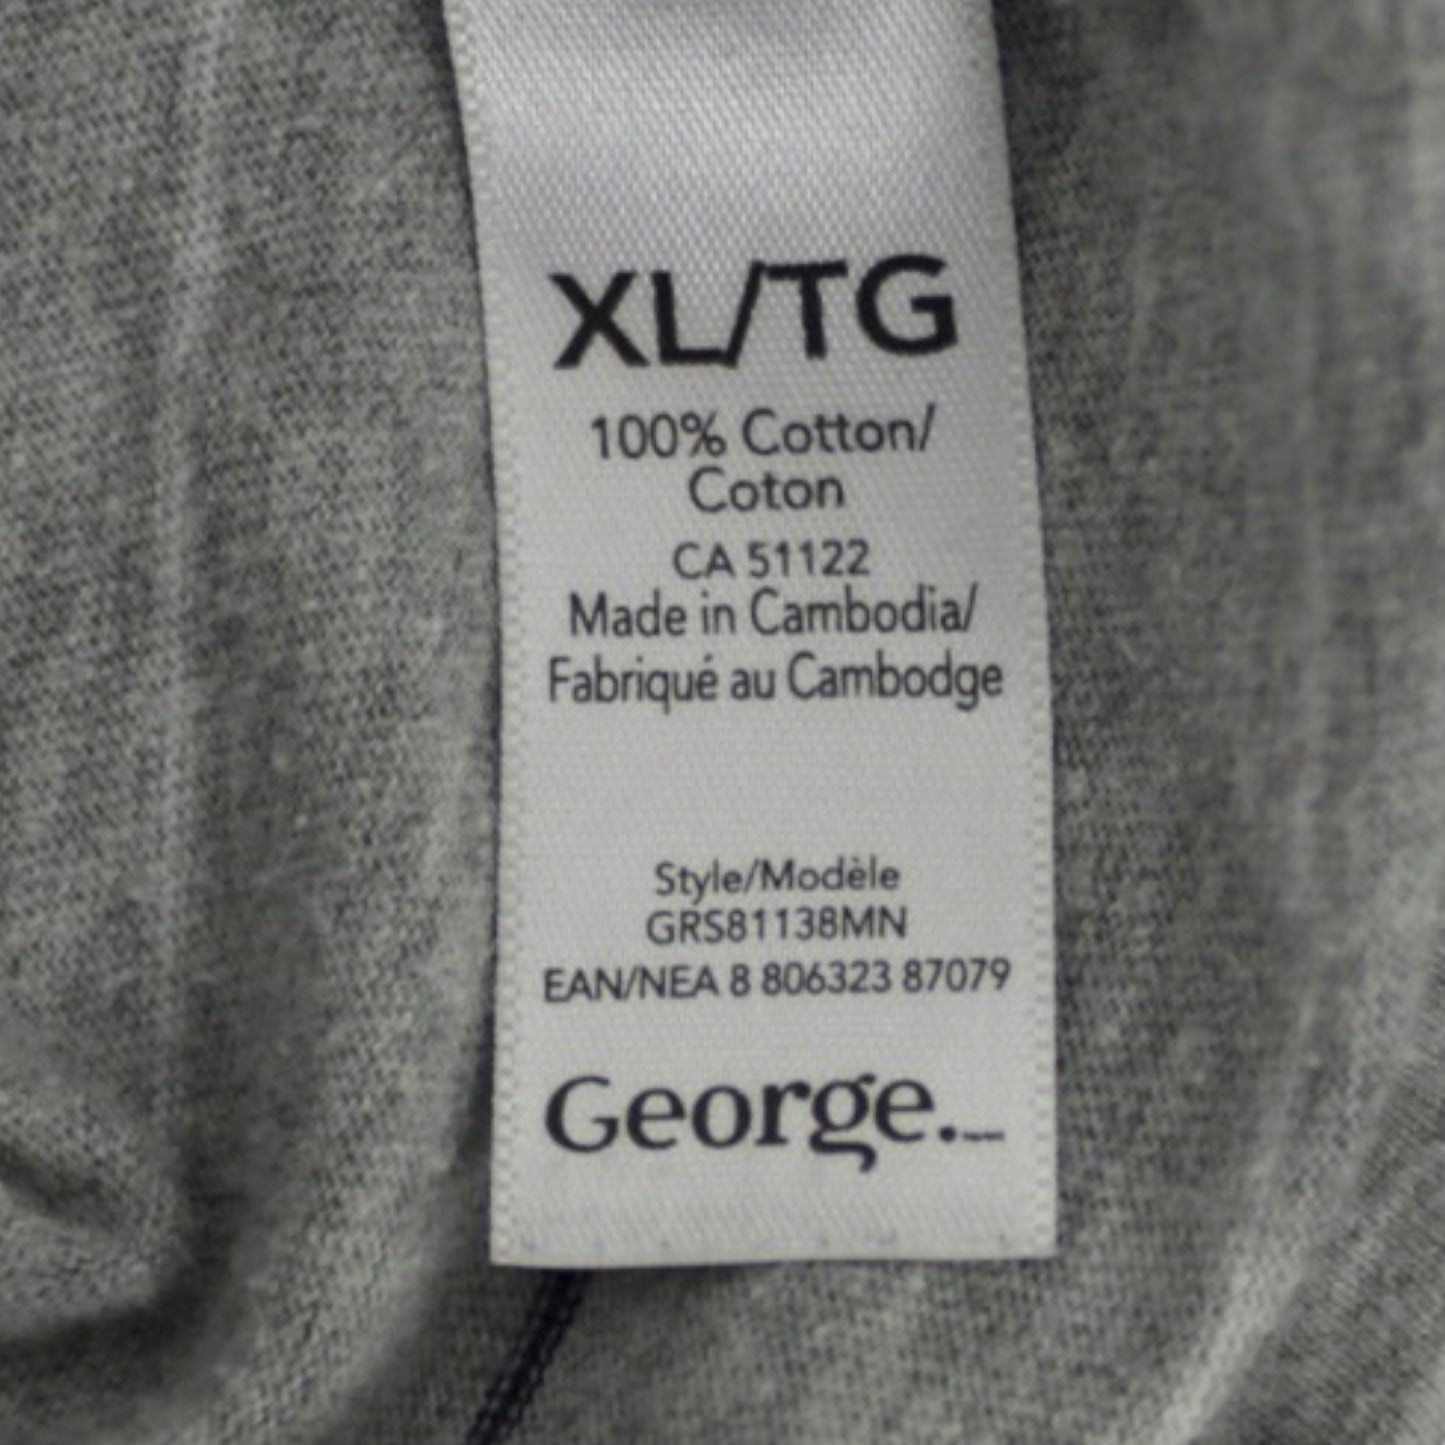 XL/TG
100% Cotton/
Coton
CA 51122
Made in Cambodia/
Fabriqué au Cambodge
Style/Modèle
GRS81138MN
EAN/NEA 8 806323 87079
George.